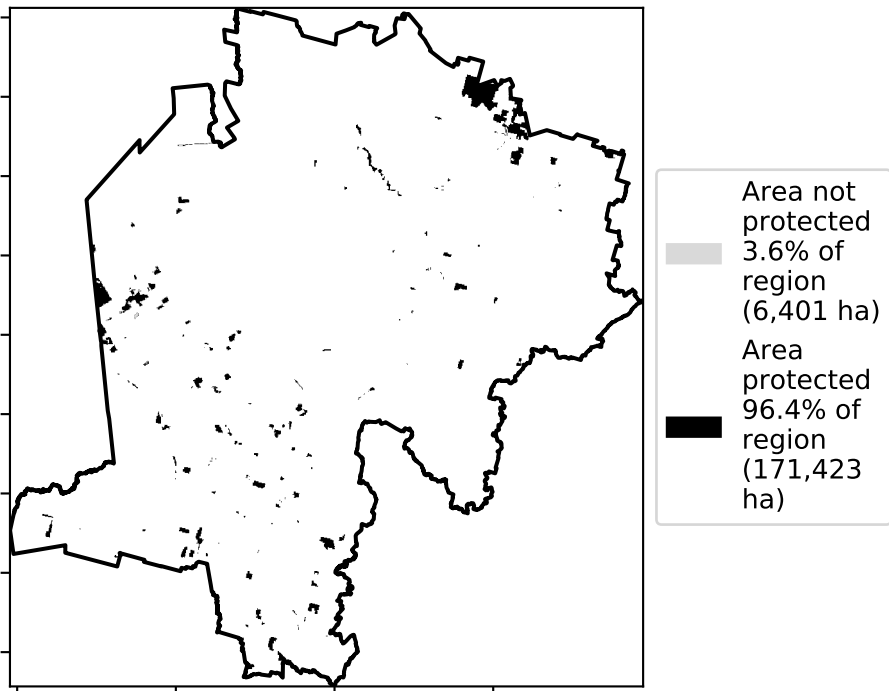 Area not
protected
3.6% of
region
(6,401 ha)
Area
protected
96.4% of
region
(171,423
ha)